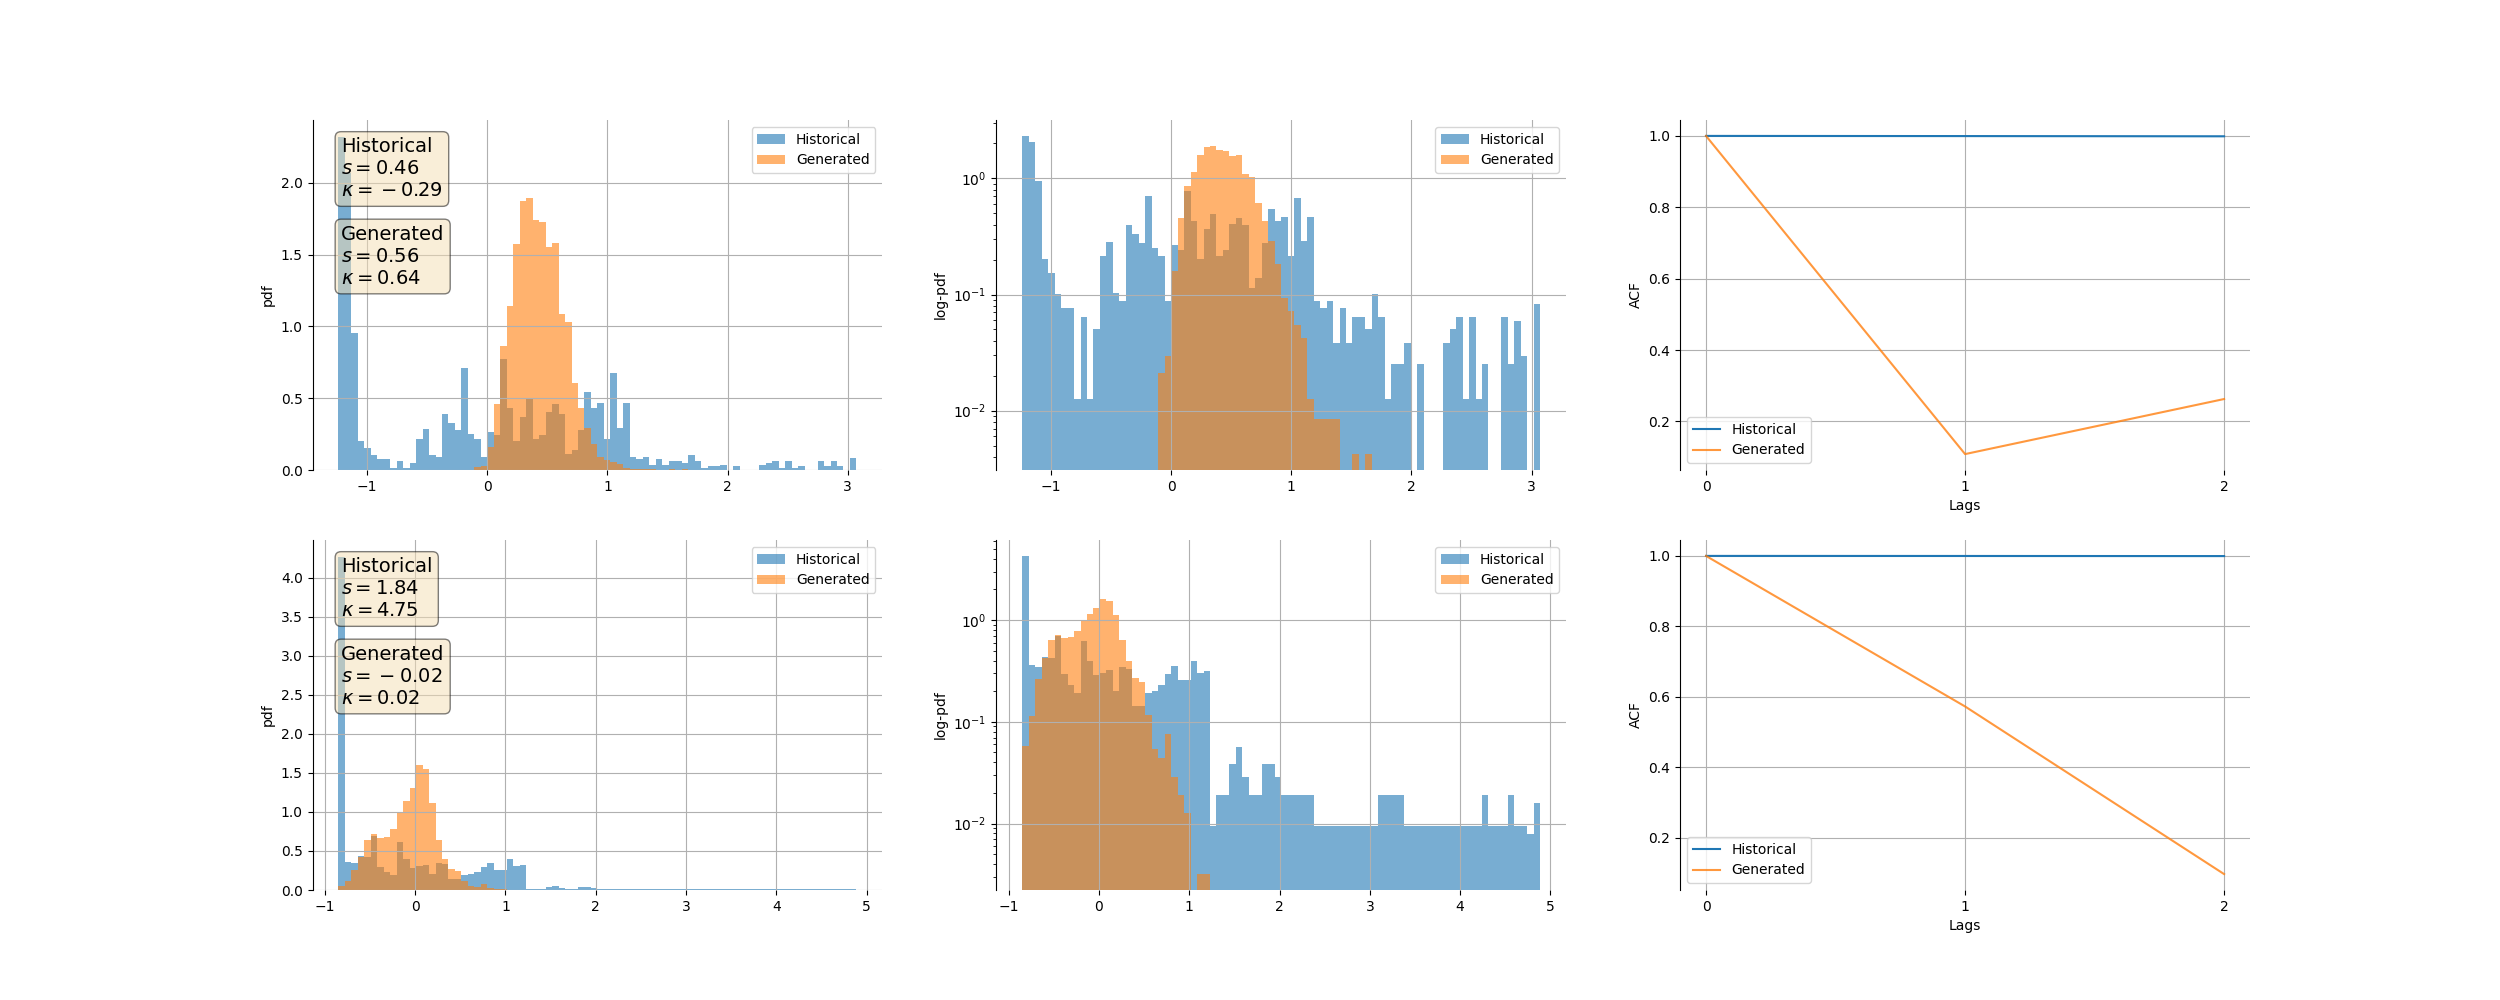 Historical
s = 0.46
κ = −0.29
Generated
s = 0.56
κ = 0.64
Historical
Generated
pdf
0.0
0.5
1.0
1.5
2.0
−1 0 1 2 3
Historical
Generated
log-pdf
10⁰
10⁻¹
10⁻²
−1 0 1 2 3
Historical
Generated
ACF
1.0
0.8
0.6
0.4
0.2
0 1 2
Lags
Historical
s = 1.84
κ = 4.75
Generated
s = −0.02
κ = 0.02
Historical
Generated
pdf
4.0
3.5
3.0
2.5
2.0
1.5
1.0
0.5
0.0
−1 0 1 2 3 4 5
Historical
Generated
log-pdf
10⁰
10⁻¹
10⁻²
−1 0 1 2 3 4 5
Historical
Generated
ACF
1.0
0.8
0.6
0.4
0.2
0 1 2
Lags